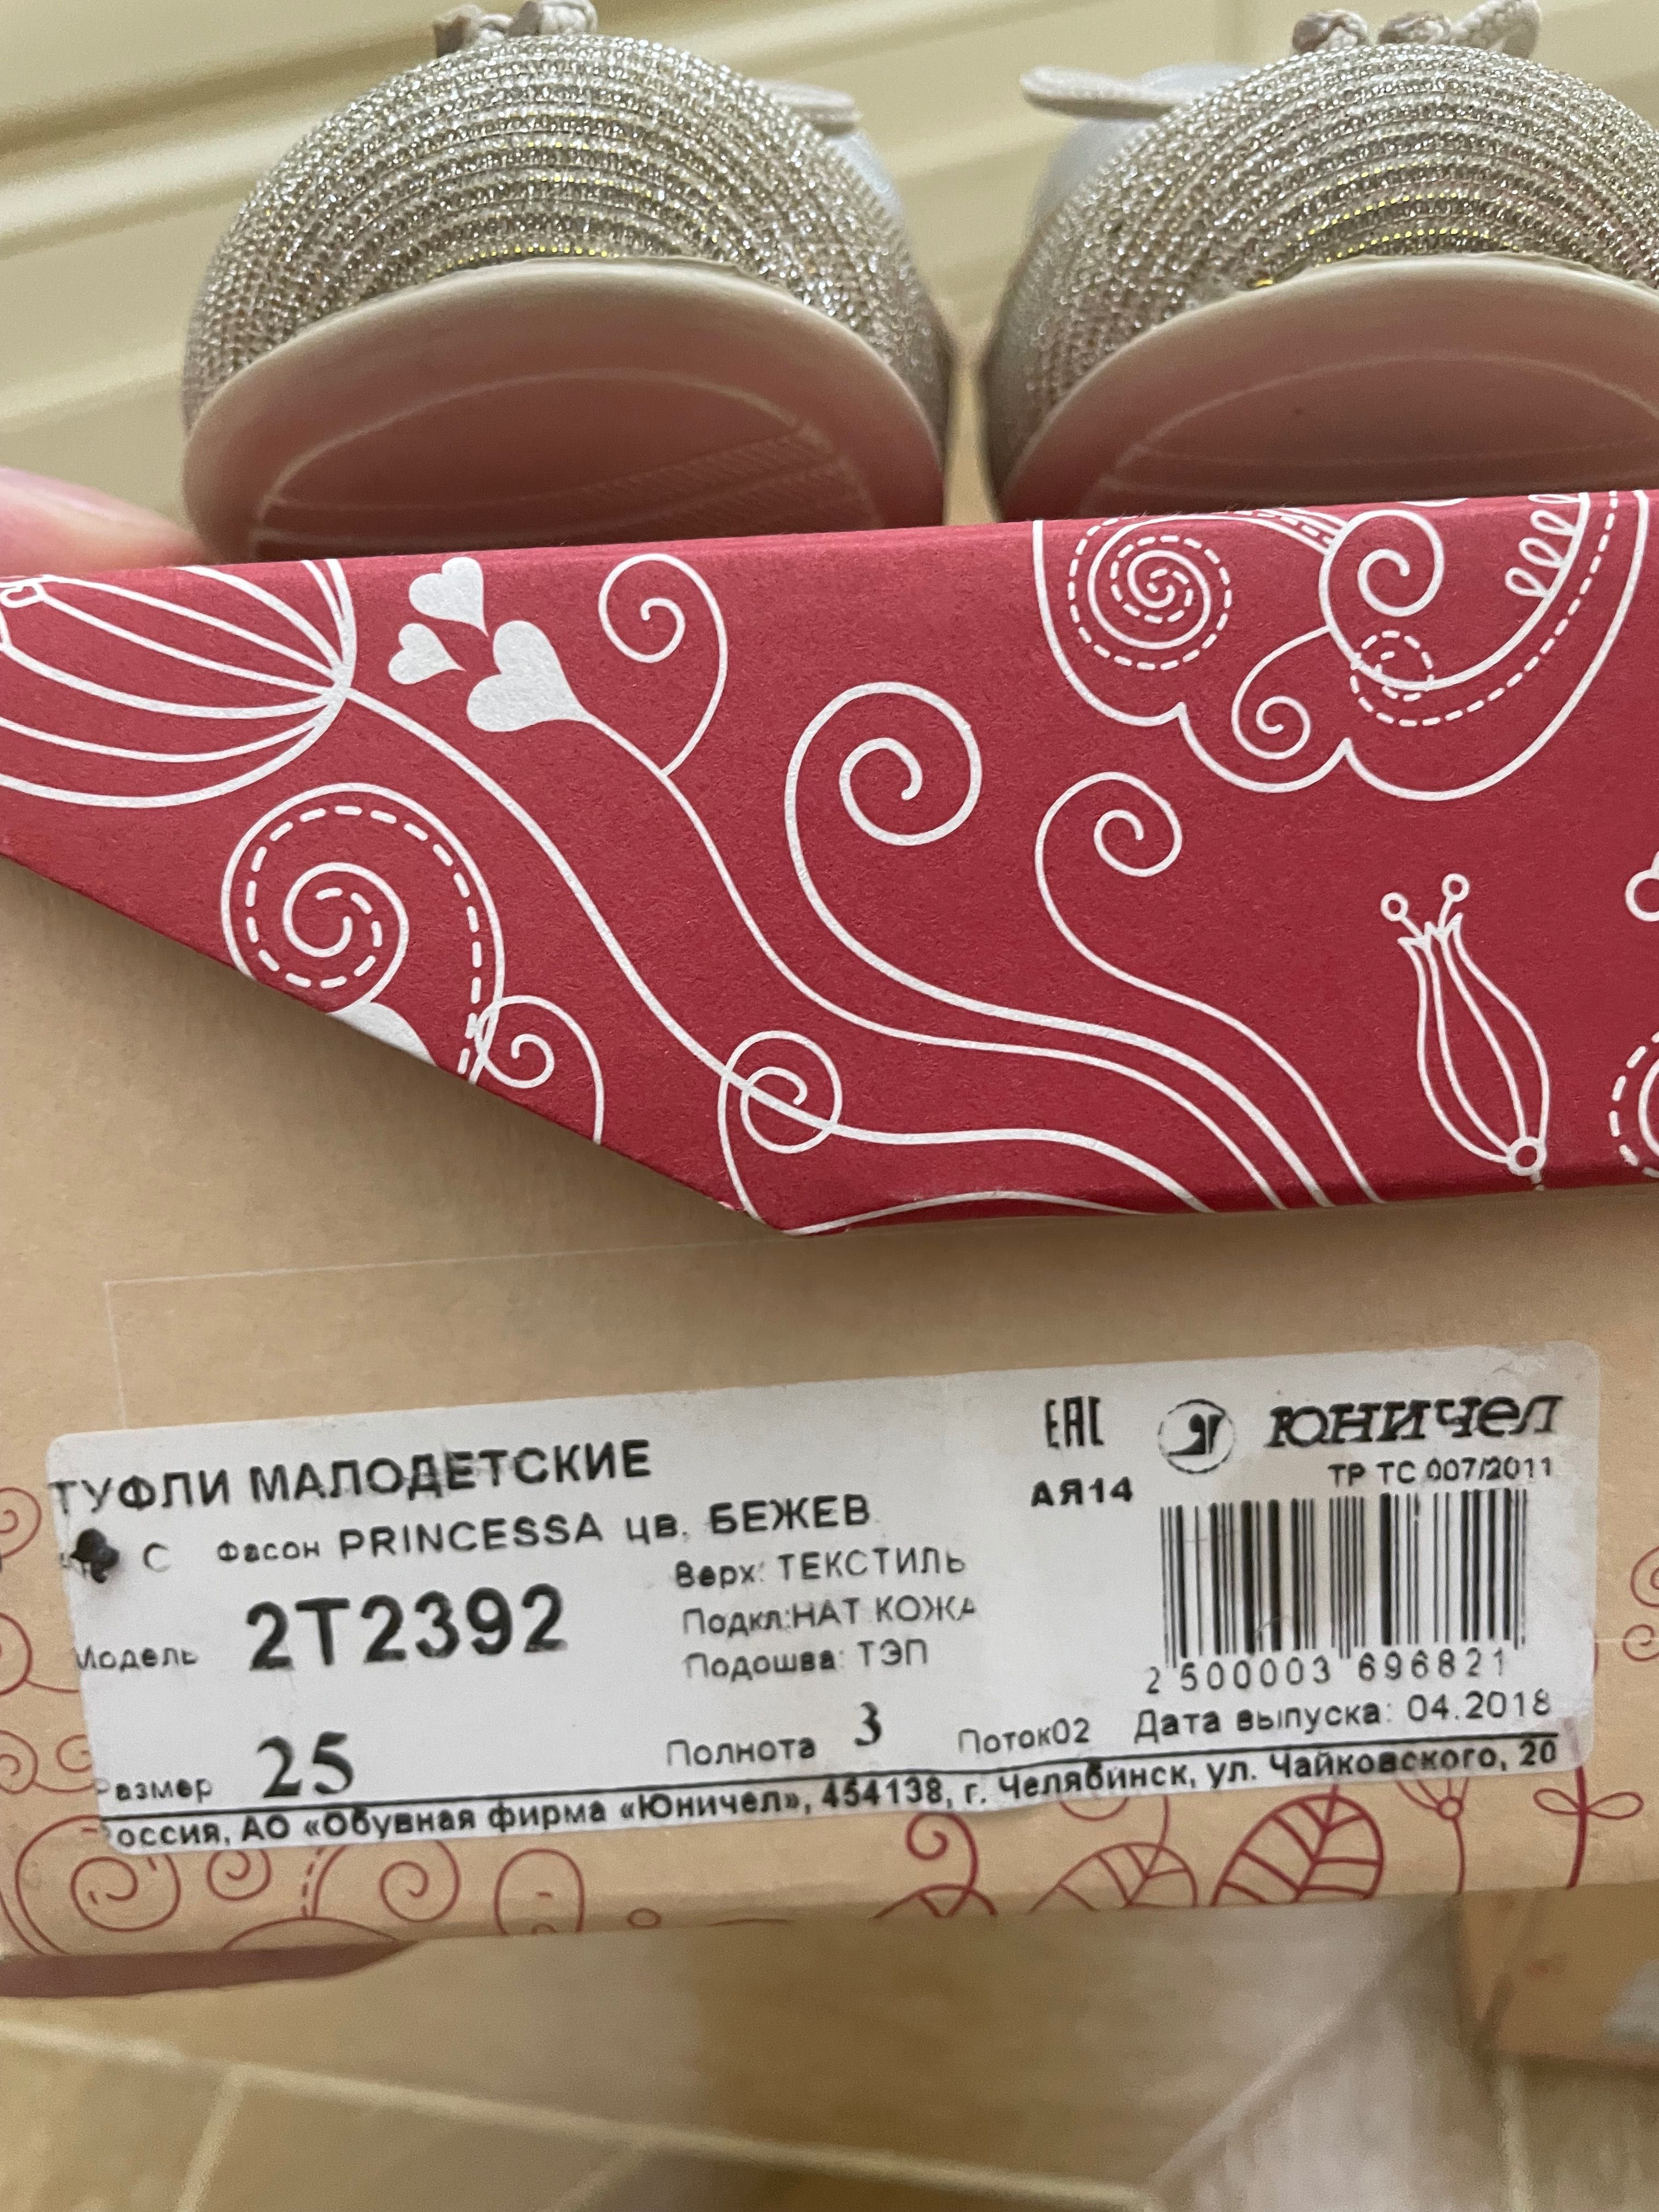 ТУФЛИ МАЛОДЕТСКИЕ
ЕАС
ЮНИЧЕЛ
АЯ14
ТР ТС 007/2011
С Фасон PRINCESSA цв. БЕЖЕВ
Модель 2Т2392
Верх: ТЕКСТИЛЬ
Подкл:НАТ КОЖА
Подошва: ТЭП
2 500003 696821
Размер 25
Полнота 3
Поток02
Дата выпуска: 04.2018
Россия, АО «Обувная фирма «Юничел», 454138, г. Челябинск, ул. Чайковского, 20